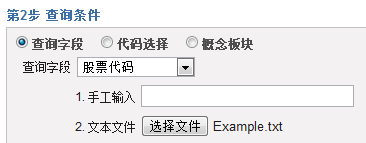 第2步 查询条件
查询字段 代码选择 概念板块
查询字段 股票代码
1. 手工输入
2. 文本文件 选择文件 Example.txt